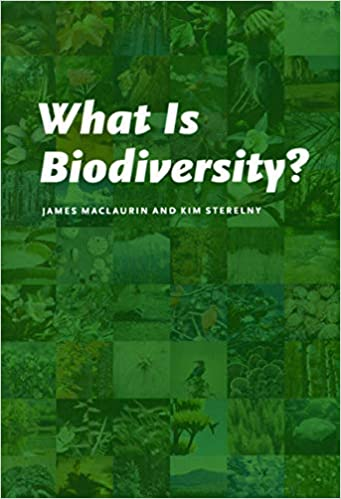 What Is
Biodiversity?
JAMES MACLAURIN AND KIM STERELNY